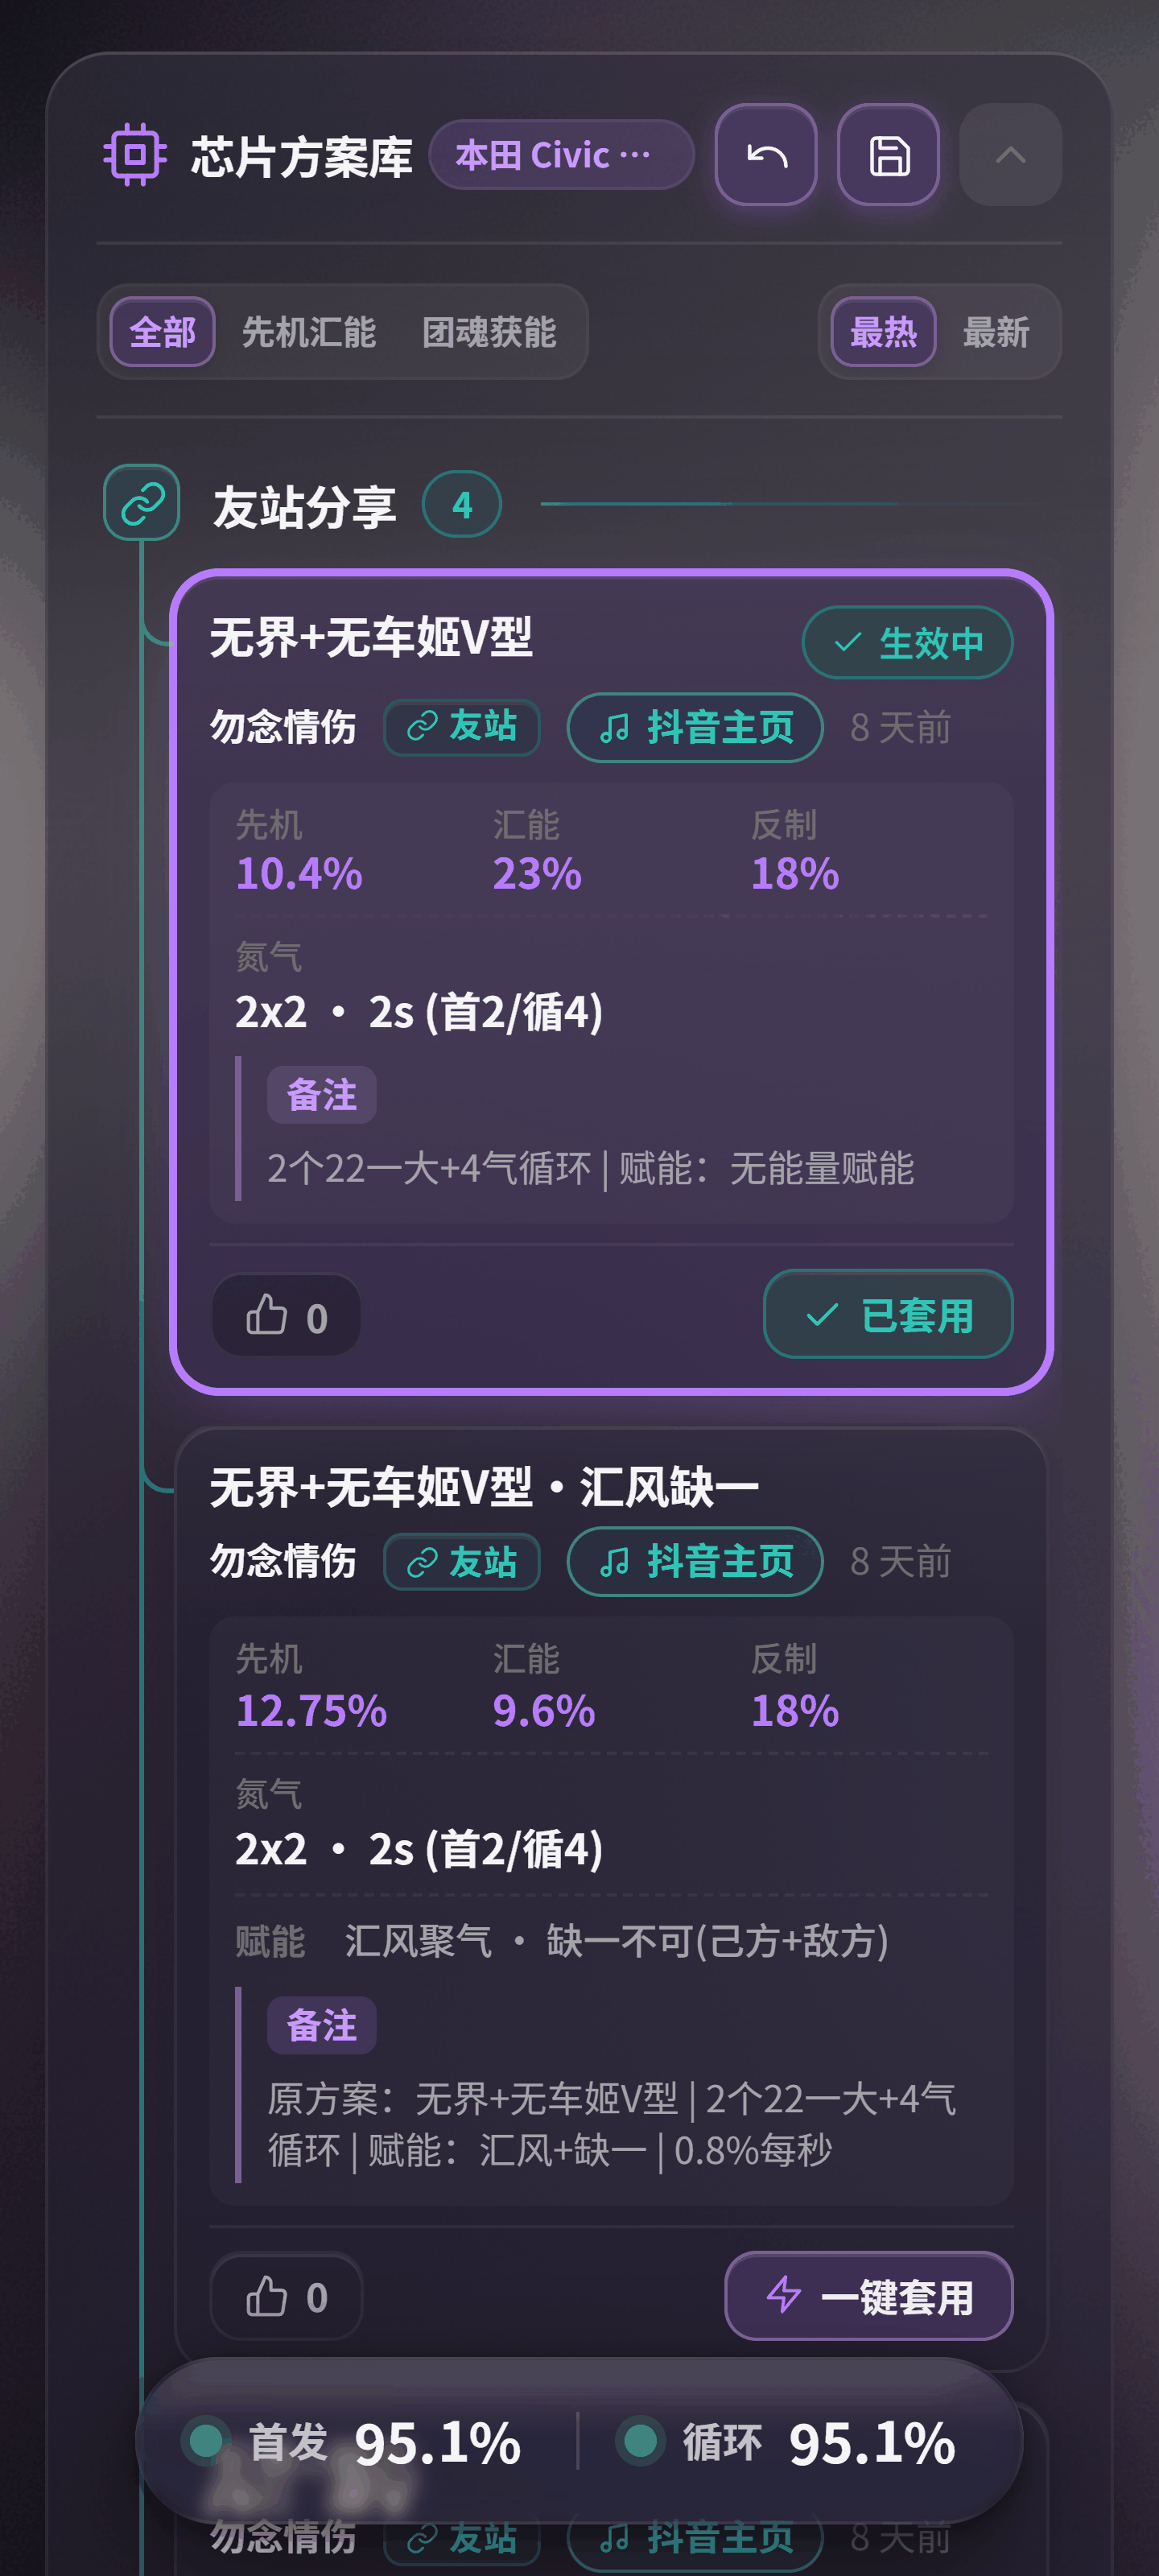 芯片方案库 本田 Civic ···
全部 先机汇能 团魂获能 最热 最新
友站分享 4
无界+无车姬V型 生效中
勿念情伤 友站 抖音主页 8 天前
先机 汇能 反制
10.4% 23% 18%
氮气
2x2 • 2s (首2/循4)
备注
2个22一大+4气循环 | 赋能：无能量赋能
0 已套用
无界+无车姬V型 • 汇风缺一
勿念情伤 友站 抖音主页 8 天前
先机 汇能 反制
12.75% 9.6% 18%
氮气
2x2 • 2s (首2/循4)
赋能 汇风聚气 • 缺一不可(己方+敌方)
备注
原方案：无界+无车姬V型 | 2个22一大+4气
循环 | 赋能：汇风+缺一 | 0.8%每秒
0 一键套用
首发 95.1% 循环 95.1%
勿念情伤 友站 抖音主页 8 天前